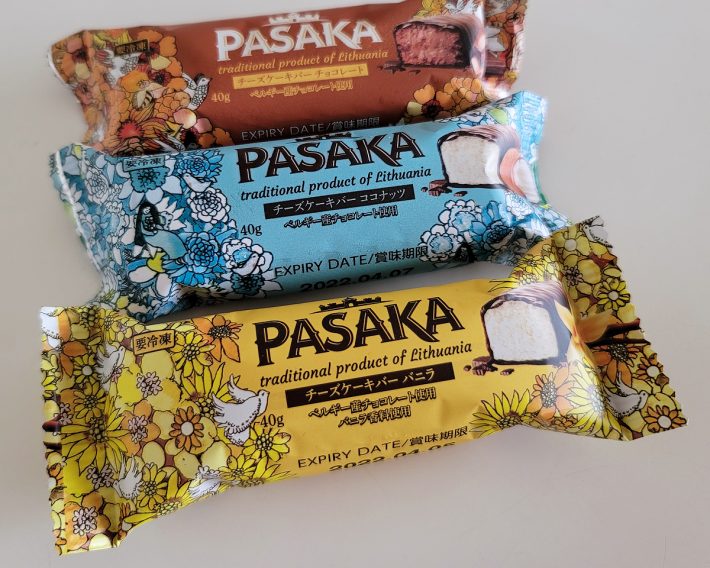 PASAKA
traditional product of Lithuania
チーズケーキバー チョコレート
ベルギー産チョコレート使用
40g
EXPIRY DATE/賞味期限
要冷凍
PASAKA
traditional product of Lithuania
チーズケーキバー ココナッツ
ベルギー産チョコレート使用
40g
EXPIRY DATE/賞味期限
2022.04.07
要冷凍
PASAKA
traditional product of Lithuania
チーズケーキバー バニラ
ベルギー産チョコレート使用
バニラ香料使用
40g
EXPIRY DATE/賞味期限